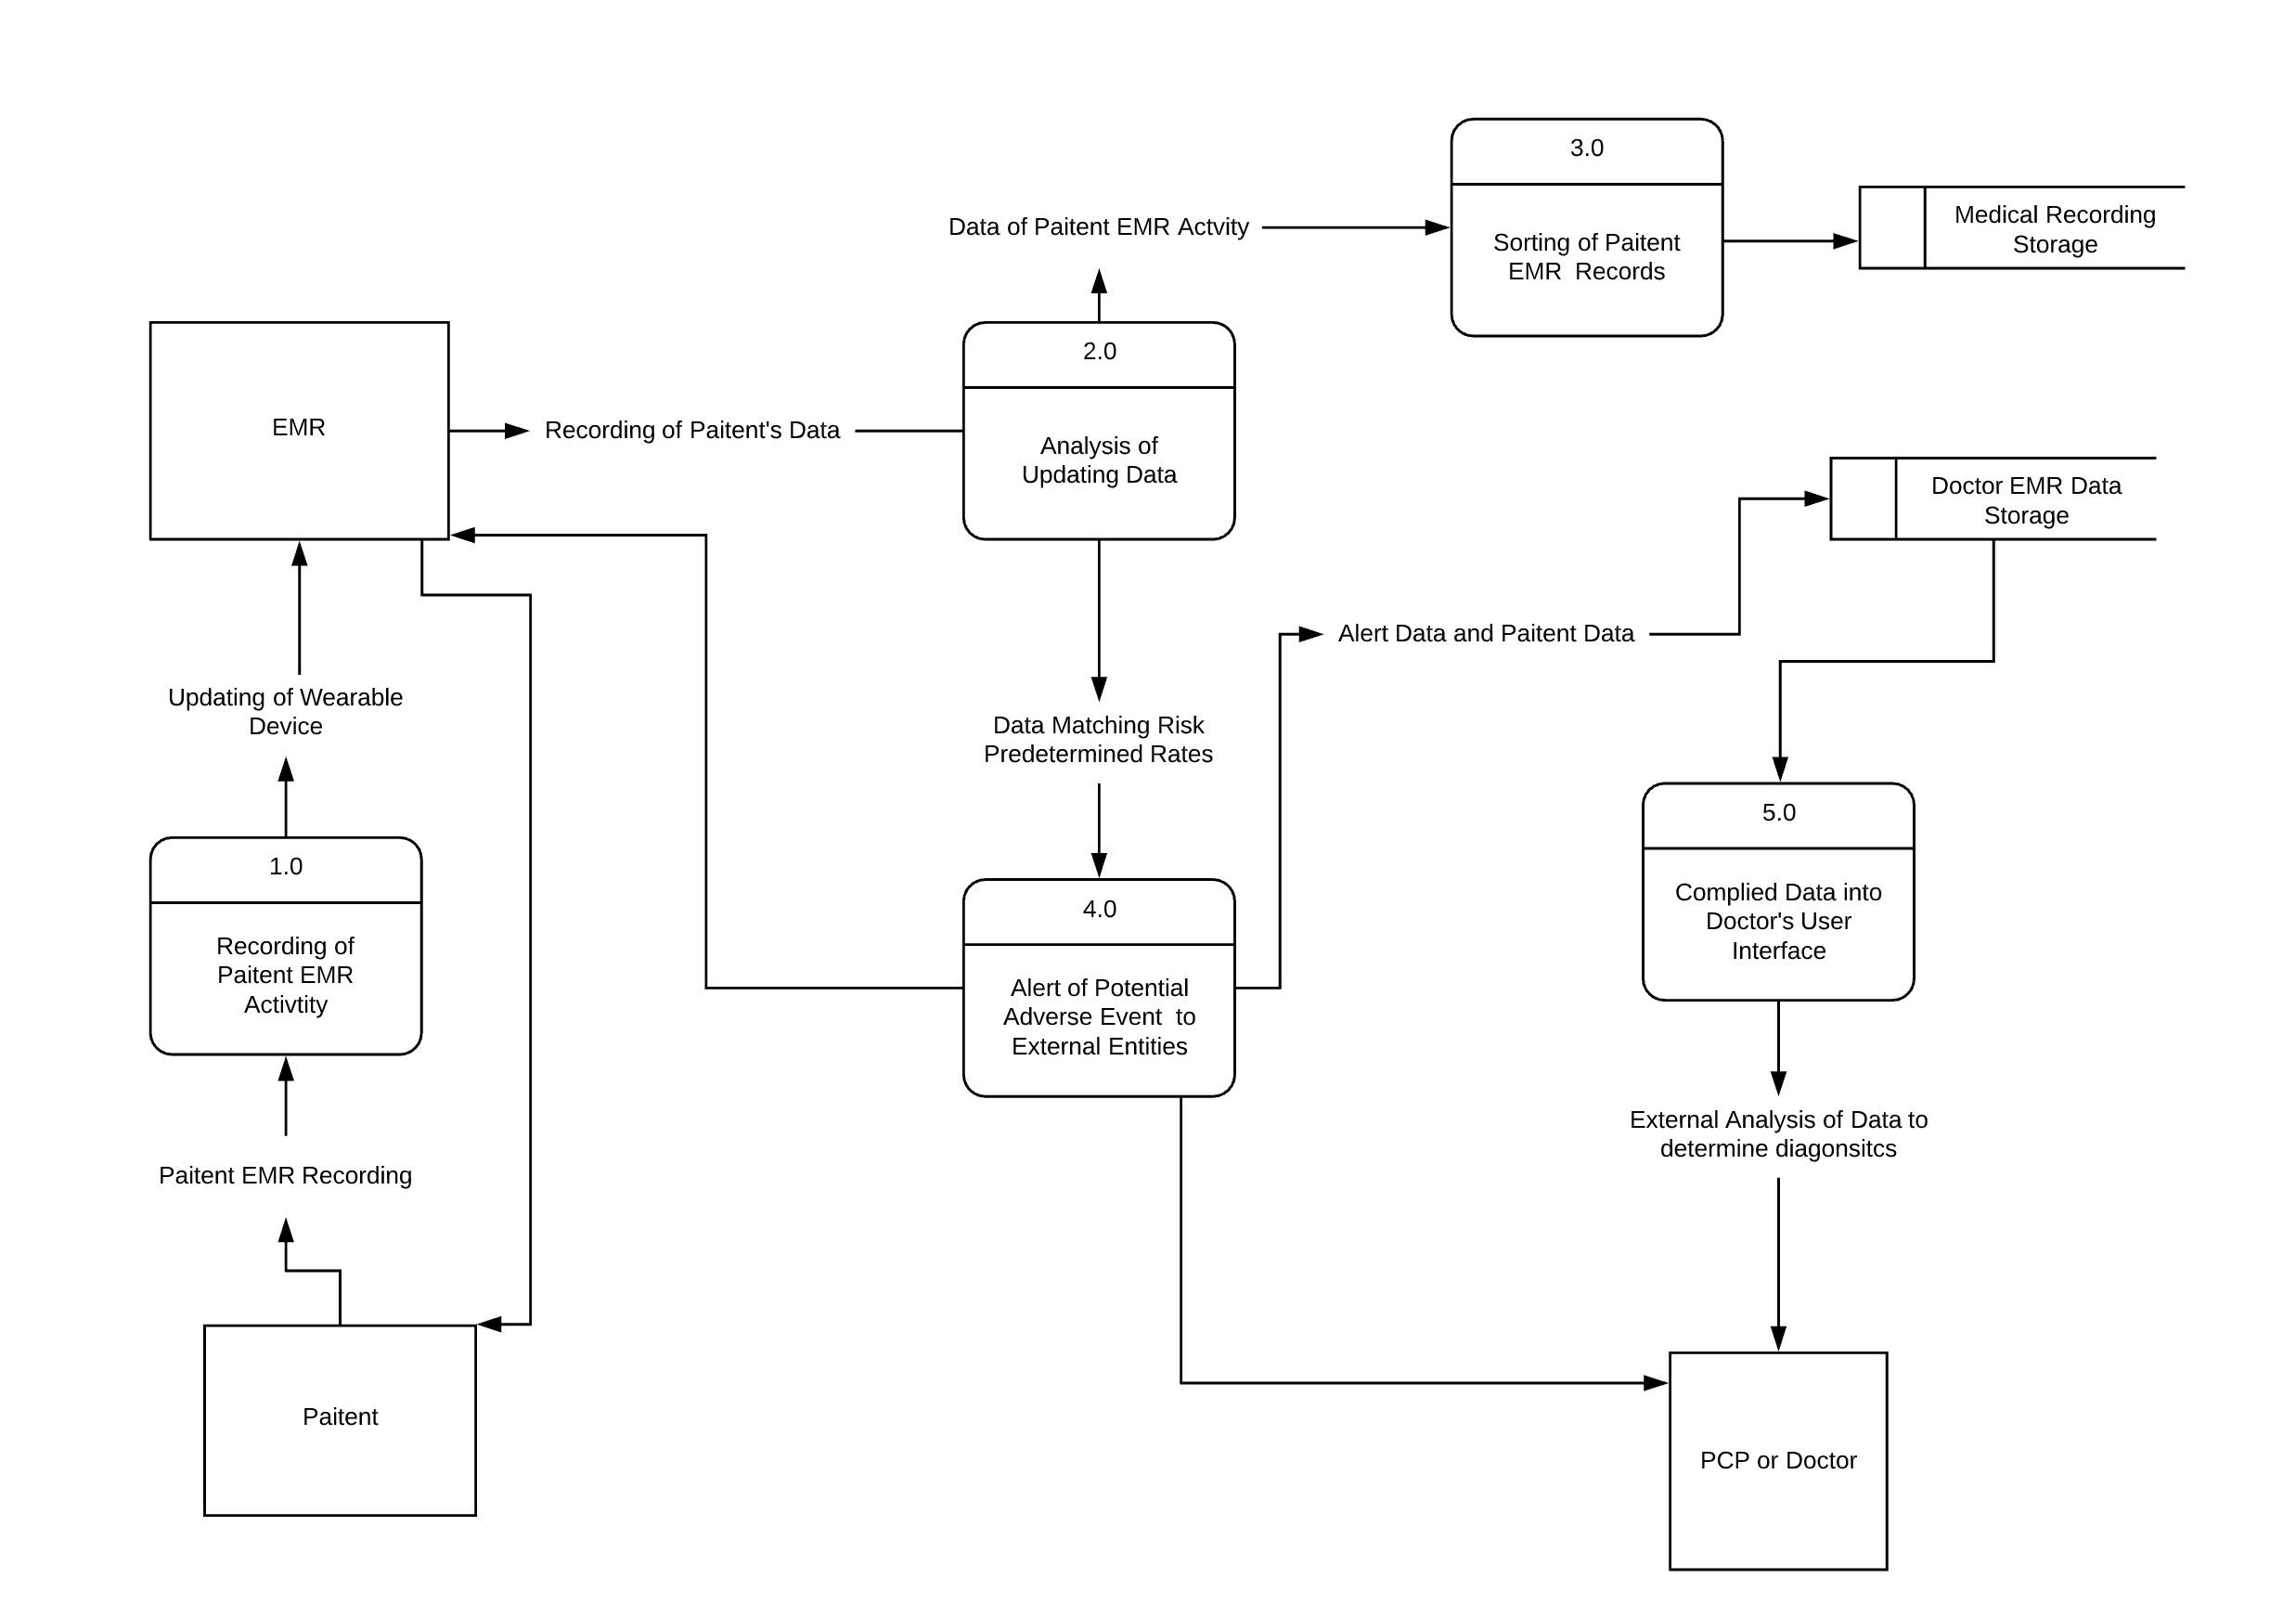 3.0
Sorting of Paitent
EMR  Records
Medical Recording
Storage
Data of Paitent EMR Actvity
2.0
Analysis of
Updating Data
EMR
Recording of Paitent's Data
Doctor EMR Data
Storage
Alert Data and Paitent Data
Updating of Wearable
Device
Data Matching Risk
Predetermined Rates
5.0
Complied Data into
Doctor's User
Interface
1.0
Recording of
Paitent EMR
Activtity
4.0
Alert of Potential
Adverse Event  to
External Entities
External Analysis of Data to
determine diagonsitcs
Paitent EMR Recording
Paitent
PCP or Doctor